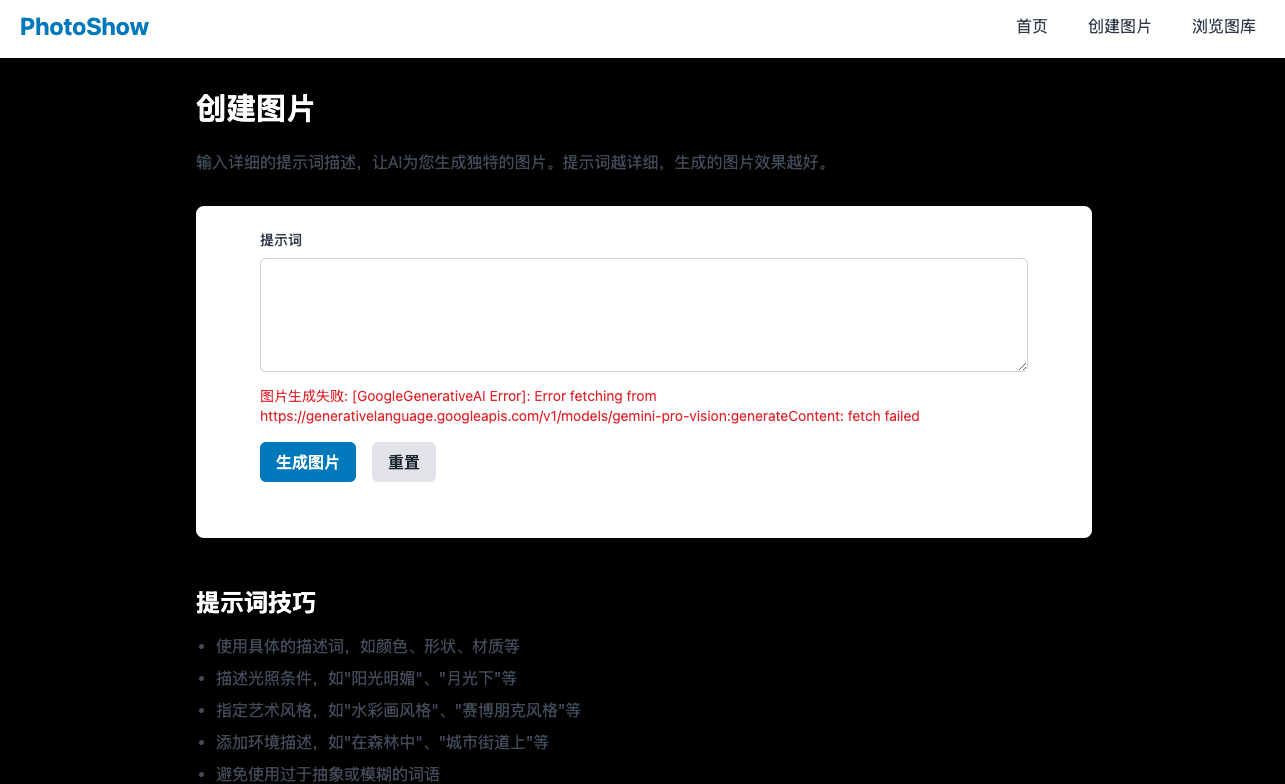 PhotoShow
首页
创建图片
浏览图库
创建图片
输入详细的提示词描述，让AI为您生成独特的图片。提示词越详细，生成的图片效果越好。
提示词
图片生成失败: [GoogleGenerativeAI Error]: Error fetching from
https://generativelanguage.googleapis.com/v1/models/gemini-pro-vision:generateContent: fetch failed
生成图片
重置
提示词技巧
• 使用具体的描述词，如颜色、形状、材质等
• 描述光照条件，如"阳光明媚"、"月光下"等
• 指定艺术风格，如"水彩画风格"、"赛博朋克风格"等
• 添加环境描述，如"在森林中"、"城市街道上"等
• 避免使用过于抽象或模糊的词语